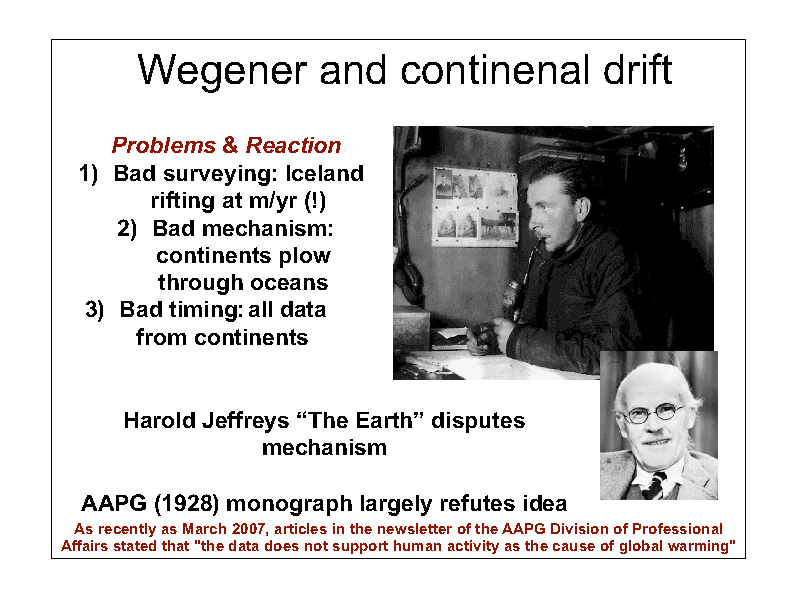 Wegener and continenal drift
Problems & Reaction
1) Bad surveying: Iceland
rifting at m/yr (!)
2) Bad mechanism:
continents plow
through oceans
3) Bad timing: all data
from continents
Harold Jeffreys “The Earth” disputes
mechanism
AAPG (1928) monograph largely refutes idea
As recently as March 2007, articles in the newsletter of the AAPG Division of Professional
Affairs stated that "the data does not support human activity as the cause of global warming"